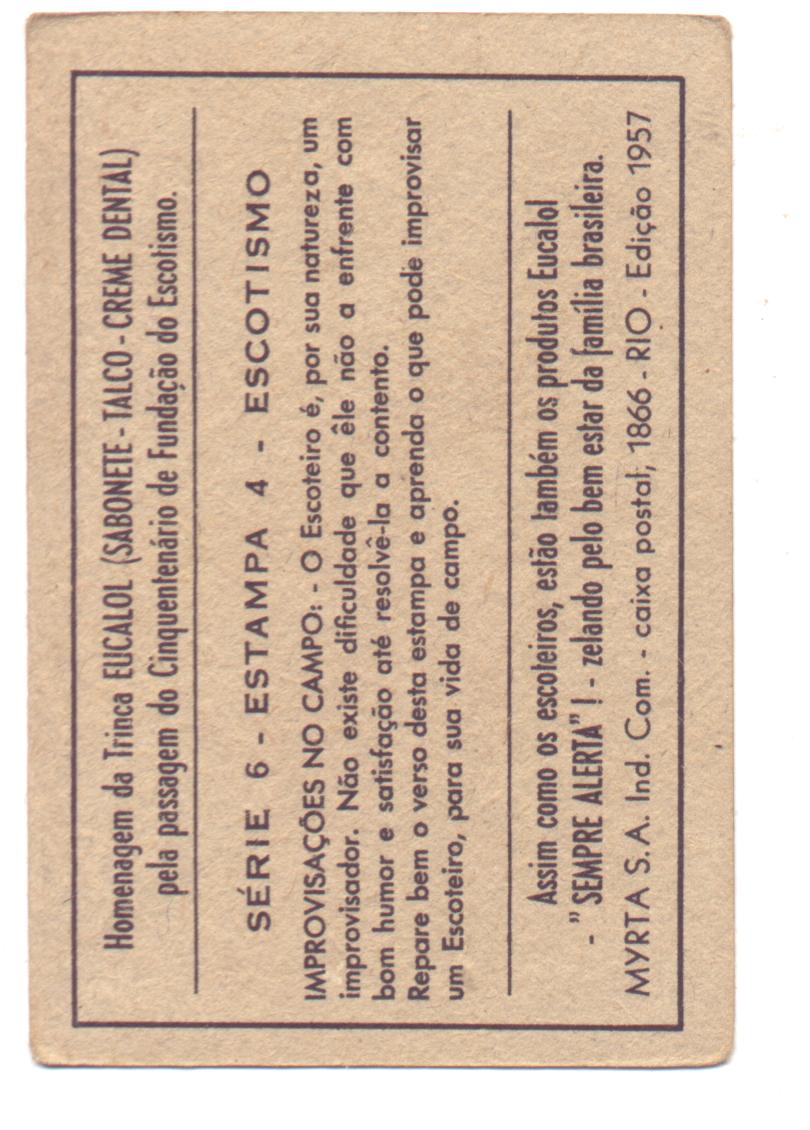 Homenagem da Trinca EUCALOL (SABONETE - TALCO - CREME DENTAL)
pela passagem do Cinquentenário de Fundação do Escotismo.
SÉRIE 6 - ESTAMPA 4 - ESCOTISMO
IMPROVISAÇÕES NO CAMPO: - O Escoteiro é, por sua natureza, um
improvisador. Não existe dificuldade que êle não a enfrente com
bom humor e satisfação até resolvê-la a contento.
Repare bem o verso desta estampa e aprenda o que pode improvisar
um Escoteiro, para sua vida de campo.
Assim como os escoteiros, estão também os produtos Eucalol
- "SEMPRE ALERTA" ! - zelando pelo bem estar da família brasileira.
MYRTA S. A. Ind. Com. - caixa postal, 1866 - RIO - Edição 1957